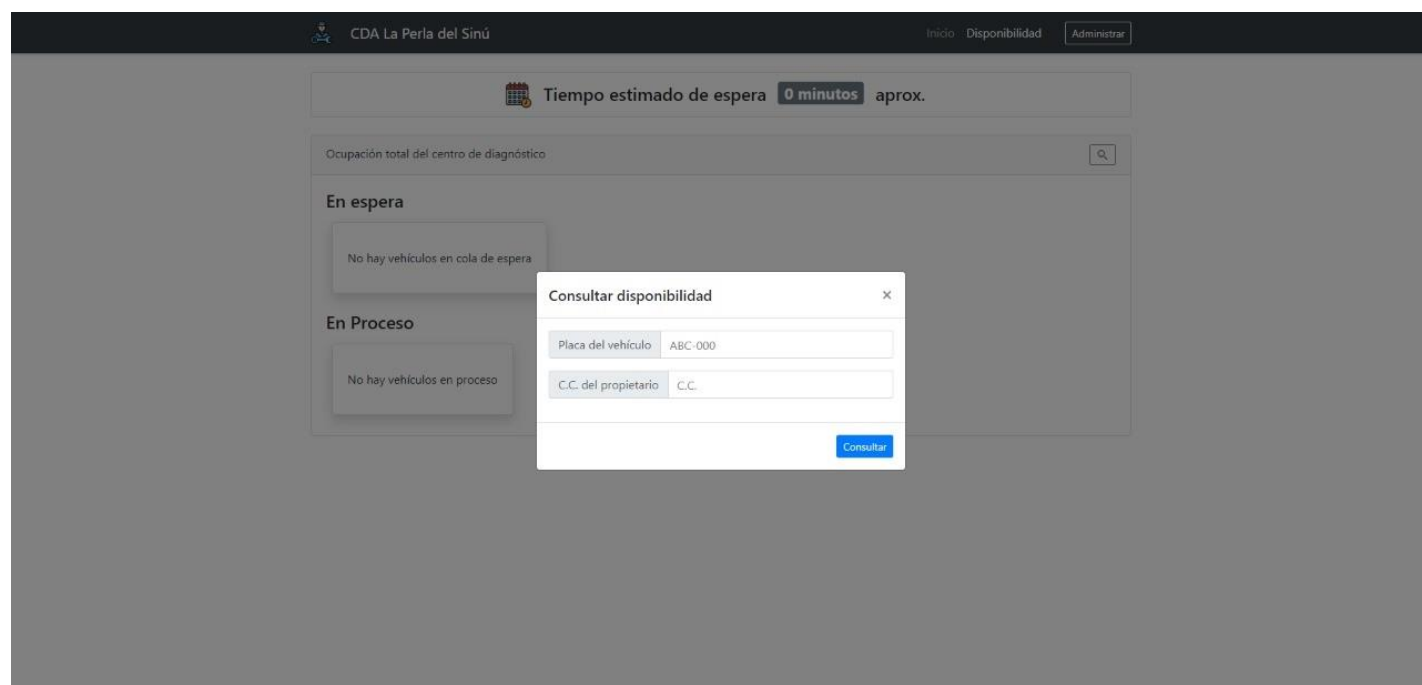 CDA La Perla del Sinú
Inicio Disponibilidad Administrar
Tiempo estimado de espera 0 minutos aprox.
Ocupación total del centro de diagnóstico
En espera
No hay vehículos en cola de espera
En Proceso
No hay vehículos en proceso
Consultar disponibilidad ×
Placa del vehículo ABC-000
C.C. del propietario C.C.
Consultar